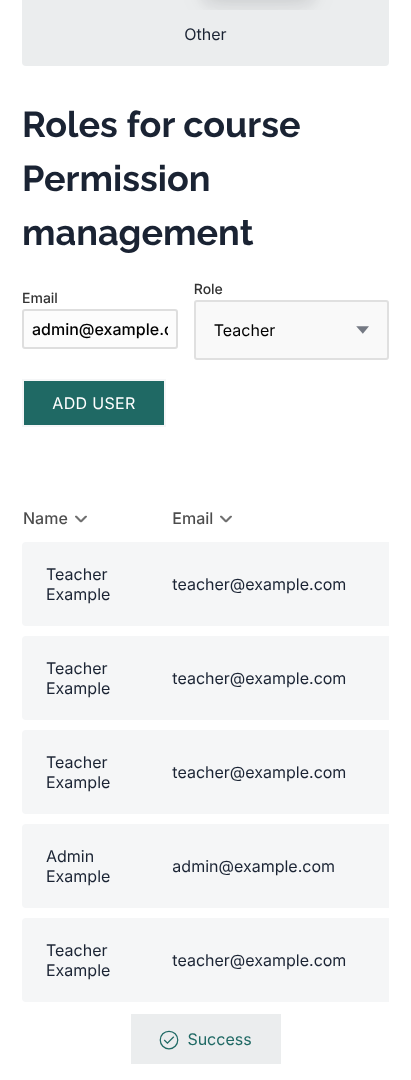 Other
Roles for course
Permission
management
Email
Role
admin@example.c
Teacher
ADD USER
Name Email
Teacher
Example
teacher@example.com
Teacher
Example
teacher@example.com
Teacher
Example
teacher@example.com
Admin
Example
admin@example.com
Teacher
Example
teacher@example.com
Success